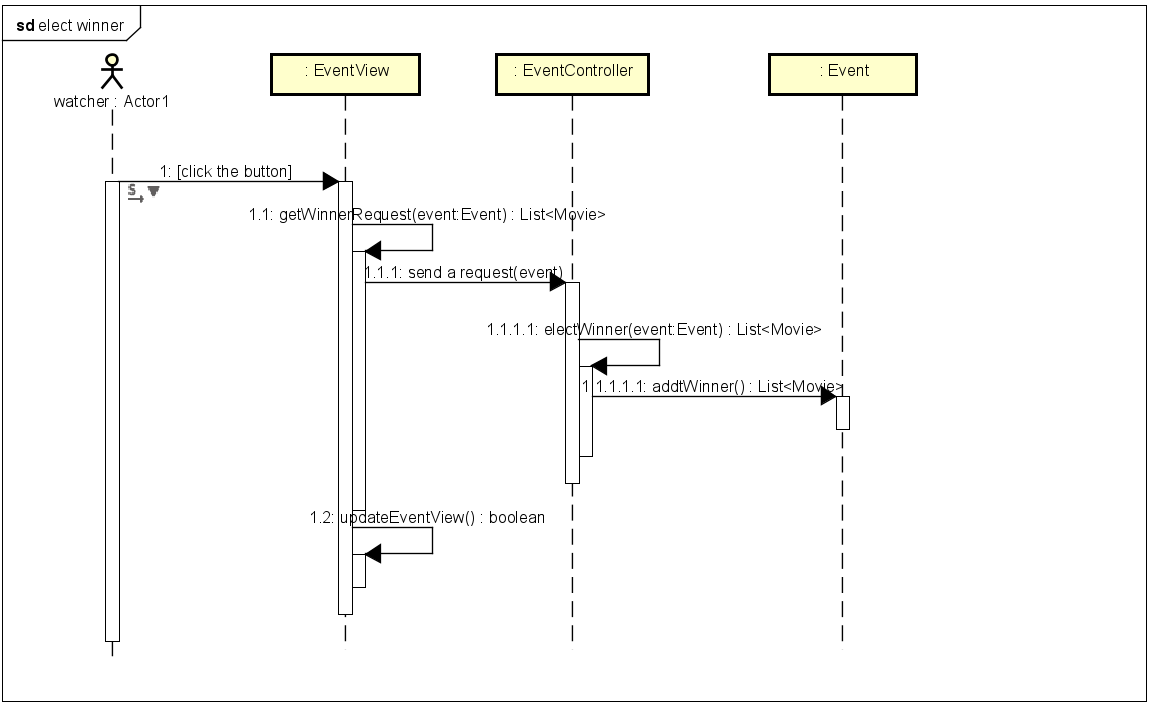 sd elect winner
watcher : Actor1
: EventView
: EventController
: Event
1: [click the button]
S
1.1: getWinnerRequest(event:Event) : List<Movie>
1.1.1: send a request(event)
1.1.1.1: electWinner(event:Event) : List<Movie>
1.1.1.1.1: addtWinner() : List<Movie>
1.2: updateEventView() : boolean